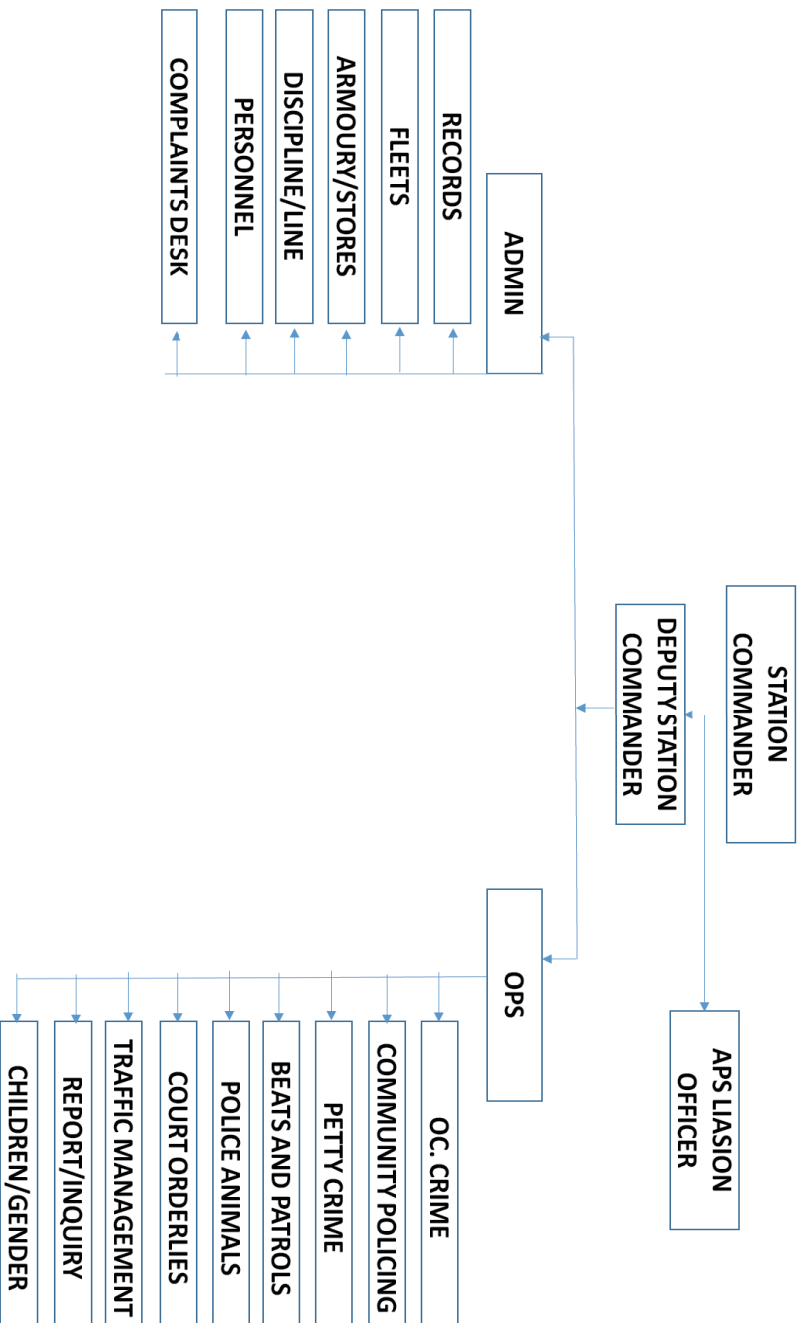 STATION
COMMANDER
APS LIASION
OFFICER
DEPUTY STATION
COMMANDER
ADMIN
OPS
RECORDS
FLEETS
ARMOURY/STORES
DISCIPLINE/LINE
PERSONNEL
COMPLAINTS DESK
OC. CRIME
COMMUNITY POLICING
PETTY CRIME
BEATS AND PATROLS
POLICE ANIMALS
COURT ORDERLIES
TRAFFIC MANAGEMENT
REPORT/INQUIRY
CHILDREN/GENDER